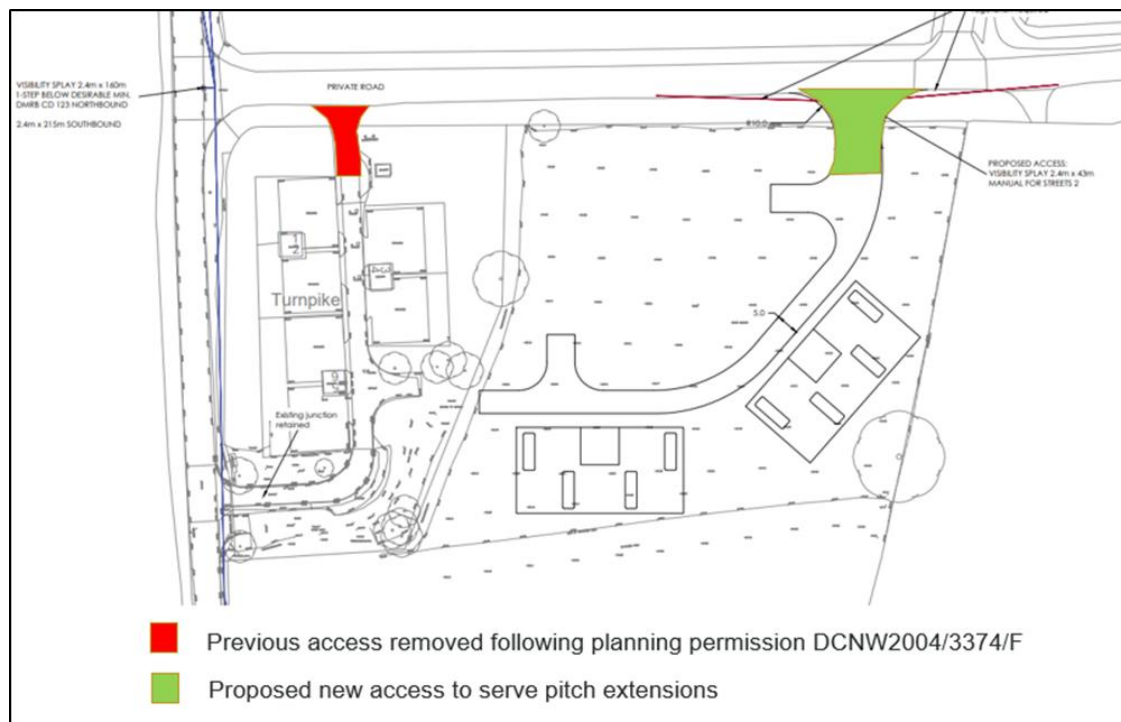 VISIBILITY SPLAY 2.4m x 160m
1-STEP BELOW DESIRABLE MIN.
DMRB CD 123 NORTHBOUND
2.4m x 215m SOUTHBOUND
PRIVATE ROAD
R10.0
PROPOSED ACCESS:
VISIBILITY SPLAY 2.4m x 43m
MANUAL FOR STREETS 2
Turnpike
5.0
Existing junction
retained
Previous access removed following planning permission DCNW2004/3374/F
Proposed new access to serve pitch extensions